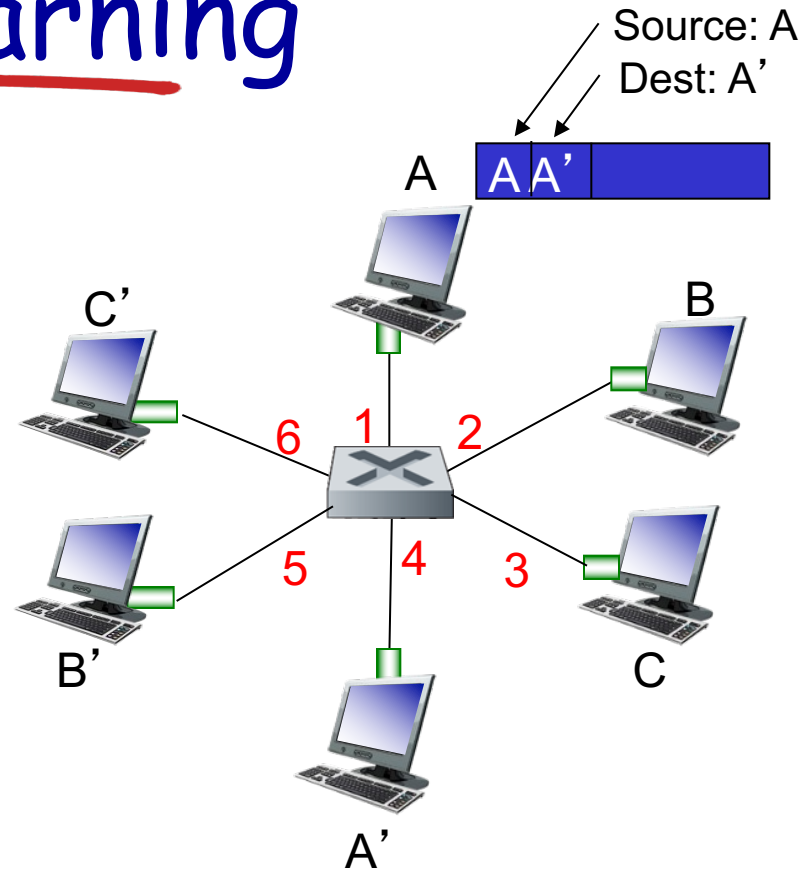 arning
Source: A
Dest: A’
A
A A’
C’
B
6 1 2
5 4 3
B’
C
A’